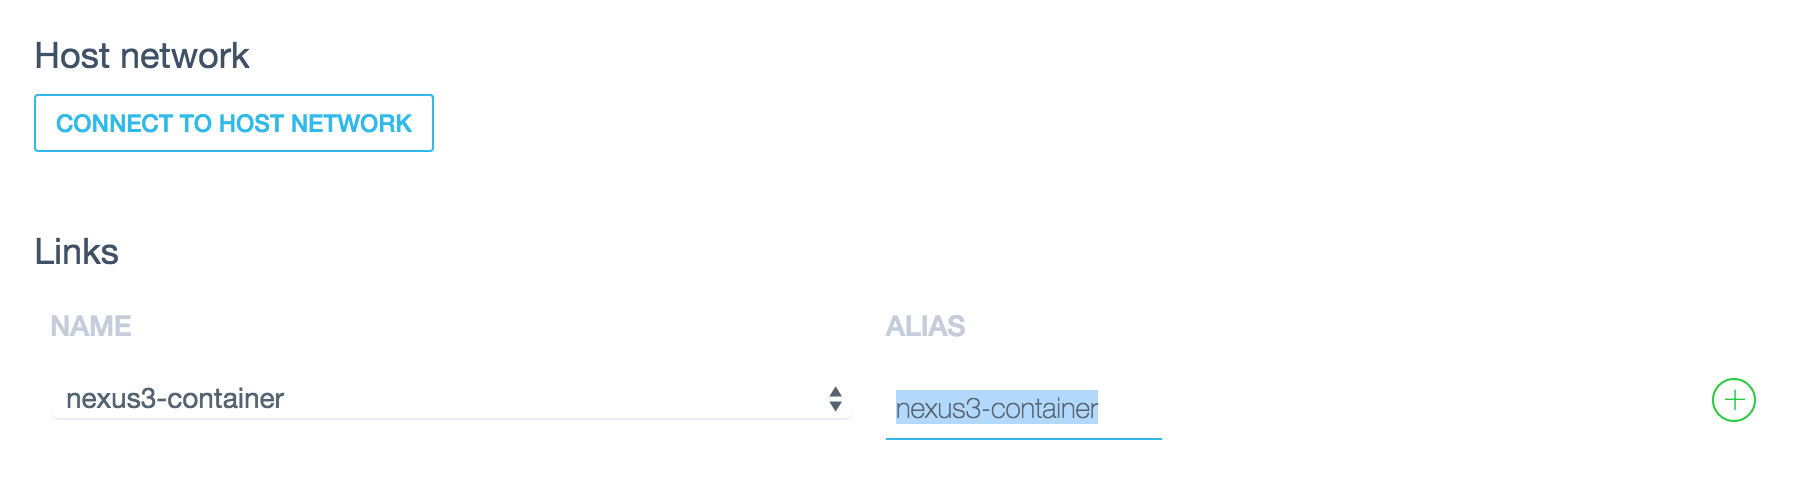 Host network
CONNECT TO HOST NETWORK
Links
NAME ALIAS
nexus3-container nexus3-container